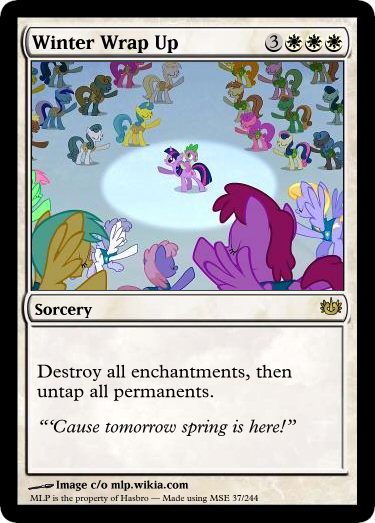 Winter Wrap Up 3
Sorcery
Destroy all enchantments, then
untap all permanents.
“‘Cause tomorrow spring is here!”
Image c/o mlp.wikia.com
MLP is the property of Hasbro — Made using MSE 37/244